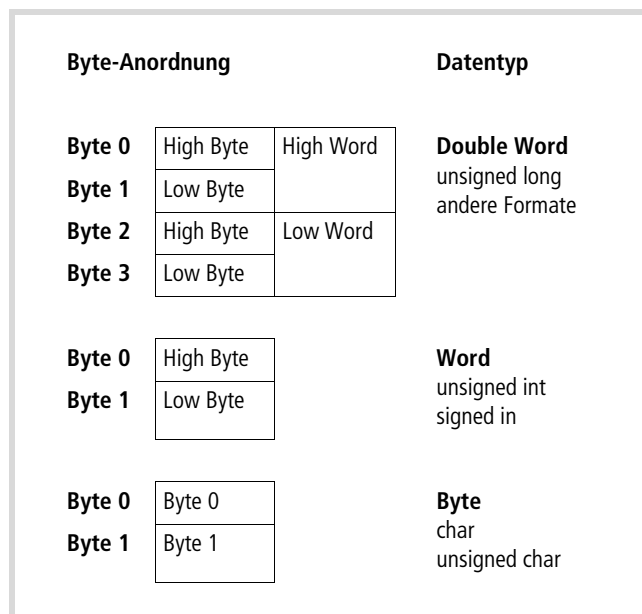 Byte-Anordnung Datentyp
Byte 0 High Byte High Word Double Word
Byte 1 Low Byte unsigned long
andere Formate
Byte 2 High Byte Low Word
Byte 3 Low Byte
Byte 0 High Byte Word
Byte 1 Low Byte unsigned int
signed in
Byte 0 Byte 0 Byte
Byte 1 Byte 1 char
unsigned char